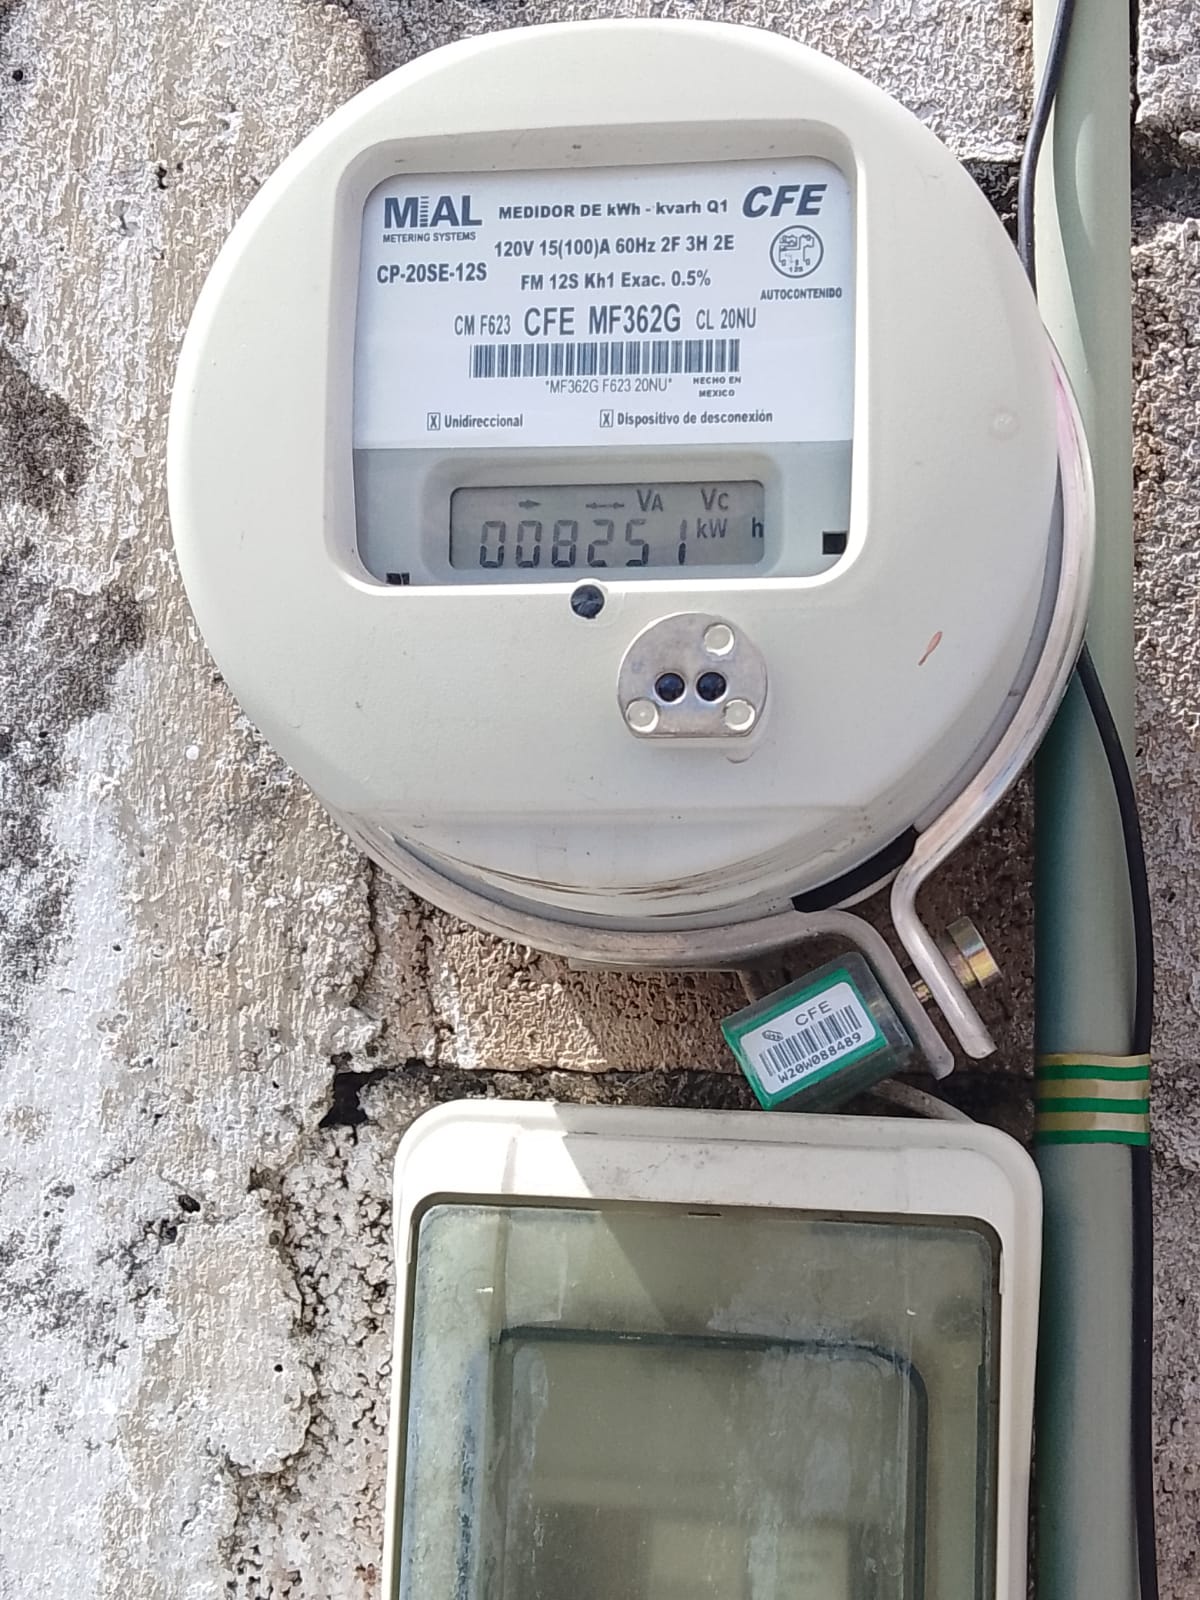 MIAL METERING SYSTEMS
MEDIDOR DE kWh - kvarh Q1
CFE
120V 15(100)A 60Hz 2F 3H 2E
CP-20SE-12S
FM 12S Kh1 Exac. 0.5%
12S
AUTOCONTENIDO
CM F623 CFE MF362G CL 20NU
*MF362G F623 20NU*
HECHO EN
MEXICO
X Unidireccional
X Dispositivo de desconexión
VA VC
008251 kW h
CFE
W20W088489